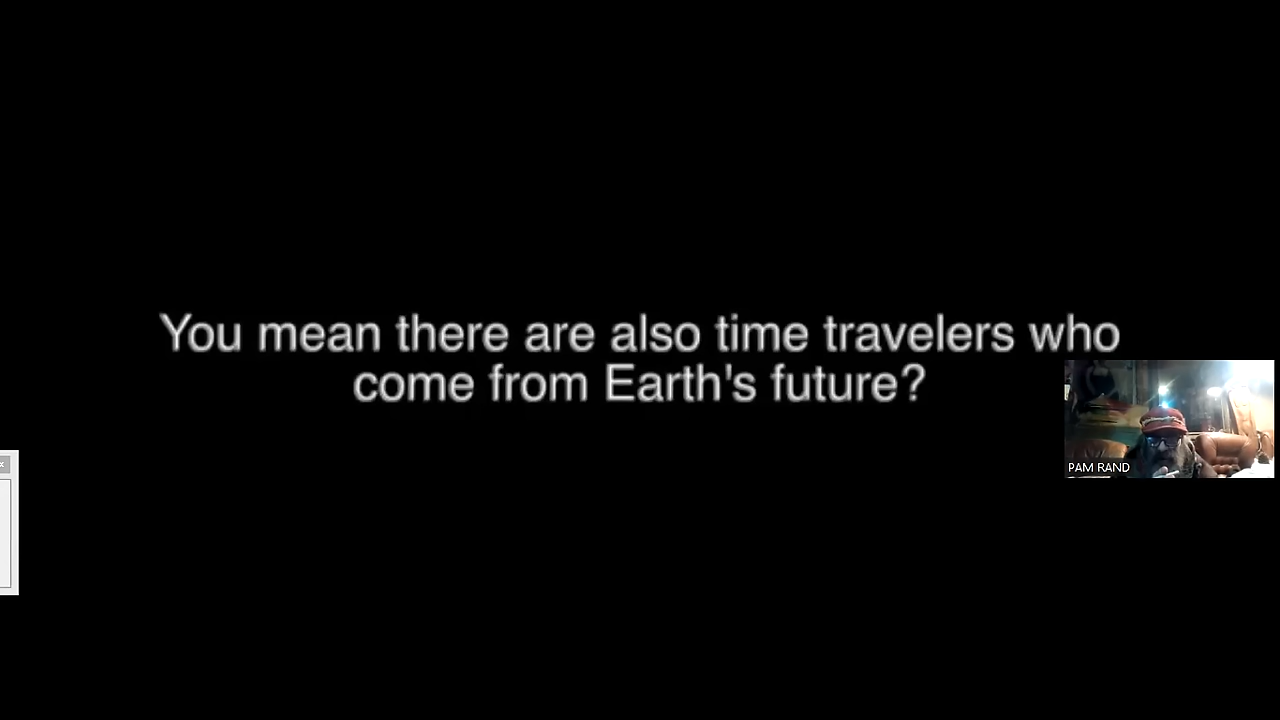 You mean there are also time travelers who
come from Earth's future?
PAM RAND
x